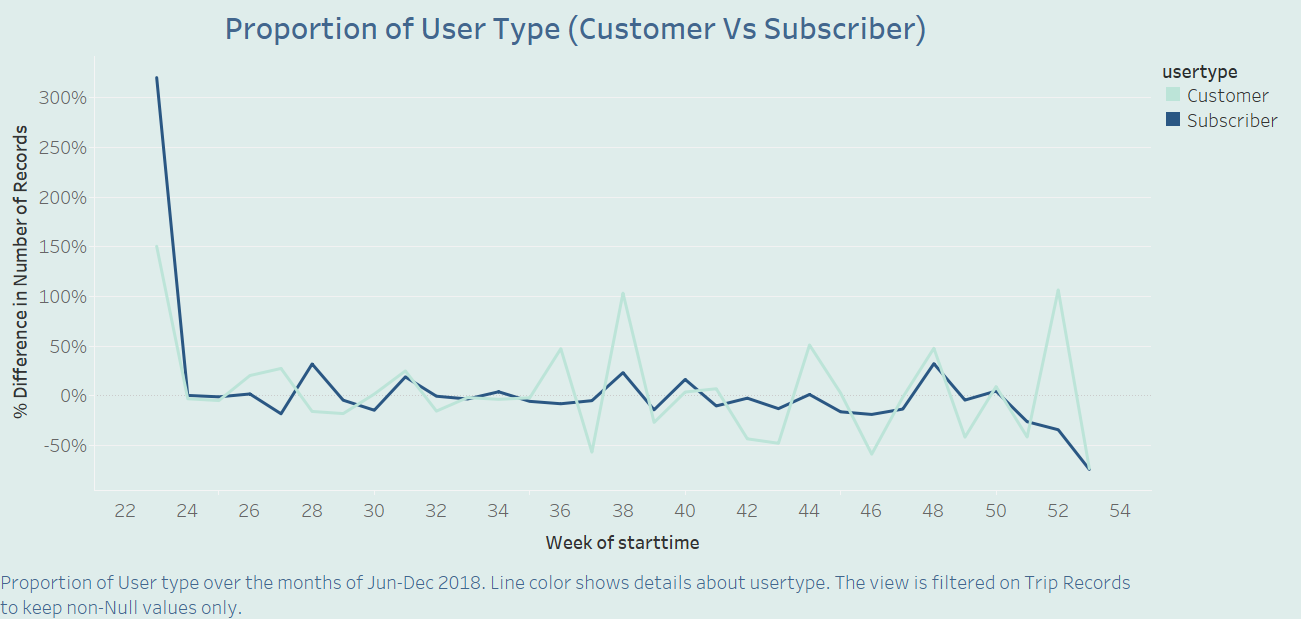 Proportion of User Type (Customer Vs Subscriber)
usertype
Customer
Subscriber
% Difference in Number of Records
300%
250%
200%
150%
100%
50%
0%
-50%
22 24 26 28 30 32 34 36 38 40 42 44 46 48 50 52 54
Week of starttime
Proportion of User type over the months of Jun-Dec 2018. Line color shows details about usertype. The view is filtered on Trip Records
to keep non-Null values only.